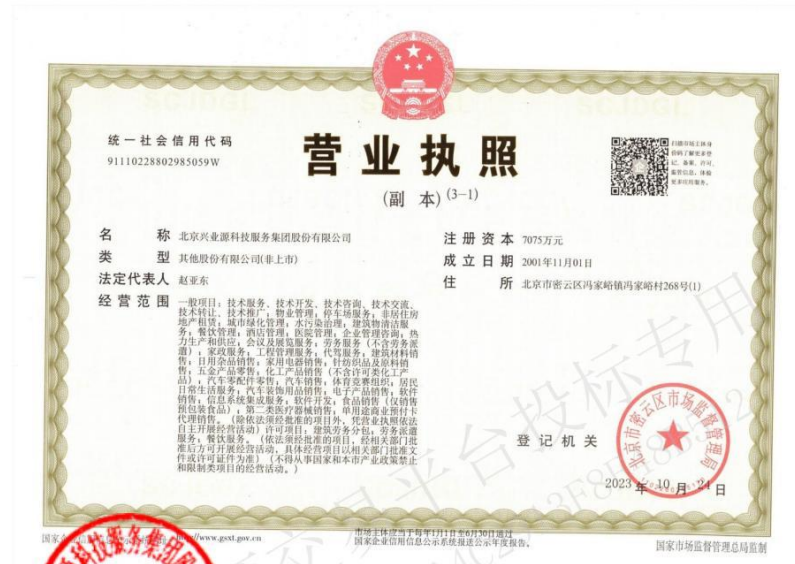 统一社会信用代码
91110228802985059W
营业执照
(副 本)(3-1)
扫描市场主体身
份码了解更多登
记、备案、许可、
监管信息，体验
更多应用服务。
名 称 北京兴业源科技服务集团股份有限公司
类 型 其他股份有限公司(非上市)
法定代表人 赵亚东
经营范围 一般项目：技术服务、技术开发、技术咨询、技术交流、
技术转让、技术推广；物业管理；停车场服务；非居住房
地产租赁；城市绿化管理；水污染治理；建筑物清洁服
务；餐饮管理；酒店管理；医院管理；企业管理咨询；热
力生产和供应；会议及展览服务；劳务服务（不含劳务派
遣）；家政服务；工程管理服务；代驾服务；建筑材料销
售；日用杂品销售；家用电器销售；针纺织品及原料销
售；五金产品零售；化工产品销售（不含许可类化工产
品）；汽车零配件零售；汽车销售；体育竞赛组织；居民
日常生活服务；汽车装饰用品销售；电子产品销售；软件
销售；信息系统集成服务；软件开发；食品销售（仅销售
预包装食品）；第二类医疗器械销售；单用途商业预付卡
代理销售。（除依法须经批准的项目外，凭营业执照依法
自主开展经营活动）许可项目：建筑劳务分包；劳务派遣
服务；餐饮服务。（依法须经批准的项目，经相关部门批
准后方可开展经营活动，具体经营项目以相关部门批准文
件或许可证件为准）（不得从事国家和本市产业政策禁止
和限制类项目的经营活动。）
注册资本 7075万元
成立日期 2001年11月01日
住 所 北京市密云区冯家峪镇冯家峪村268号(1)
登记机关
北京市密云区市场监督管理局
2023年10月24日
www.gsxt.gov.cn
市场主体应当于每年1月1日至6月30日通过
国家企业信用信息公示系统报送公示年度报告。
国家市场监督管理总局监制
科技服务集团
交易平台投标专用